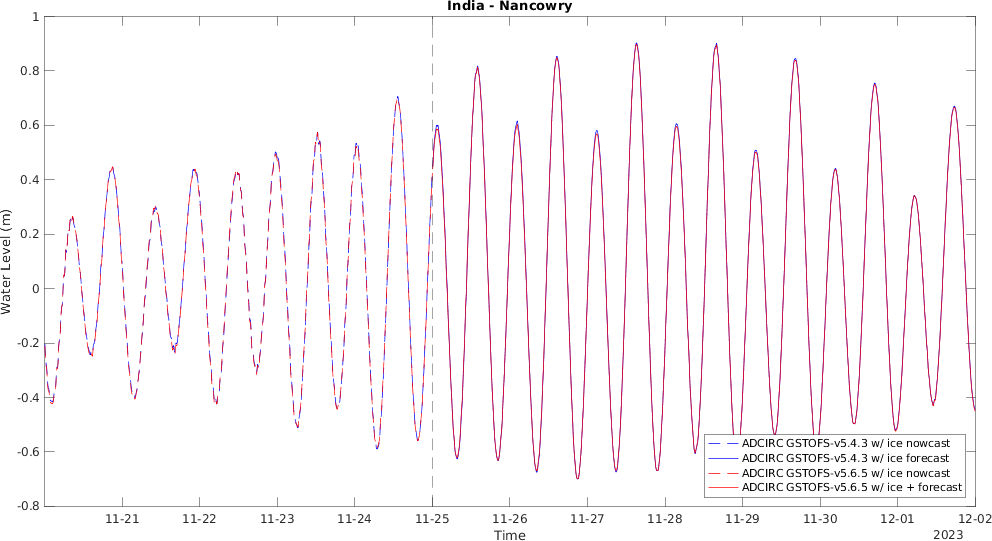 India - Nancowry
1
0.8
0.6
0.4
0.2
0
-0.2
-0.4
-0.6
-0.8
Water Level (m)
ADCIRC GSTOFS-v5.4.3 w/ ice nowcast
ADCIRC GSTOFS-v5.4.3 w/ ice forecast
ADCIRC GSTOFS-v5.6.5 w/ ice nowcast
ADCIRC GSTOFS-v5.6.5 w/ ice + forecast
11-21 11-22 11-23 11-24 11-25 11-26 11-27 11-28 11-29 11-30 12-01 12-02
Time
2023